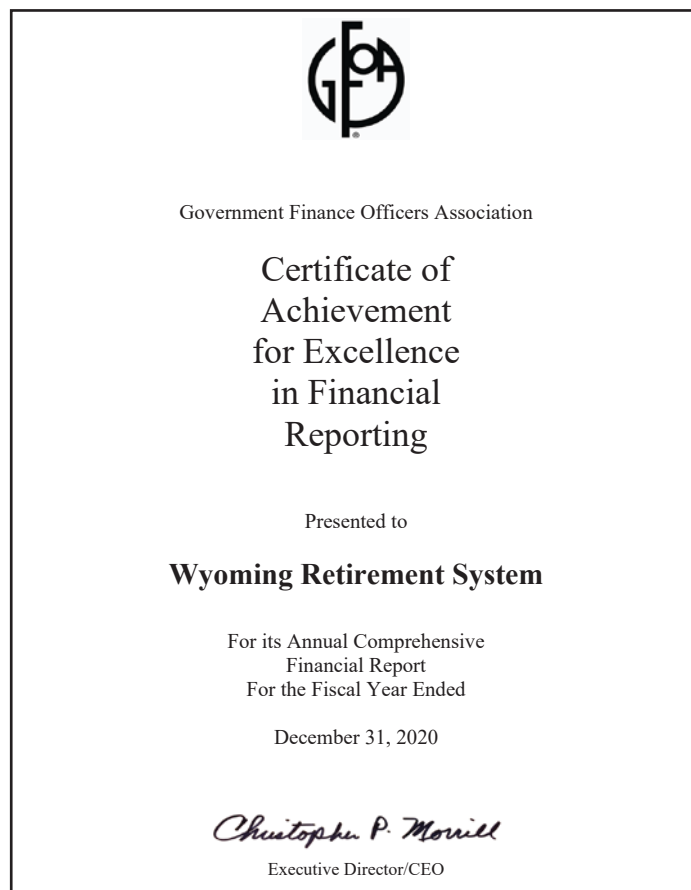 GFOA
Government Finance Officers Association
Certificate of
Achievement
for Excellence
in Financial
Reporting
Presented to
Wyoming Retirement System
For its Annual Comprehensive
Financial Report
For the Fiscal Year Ended
December 31, 2020
Christopher P. Morrill
Executive Director/CEO